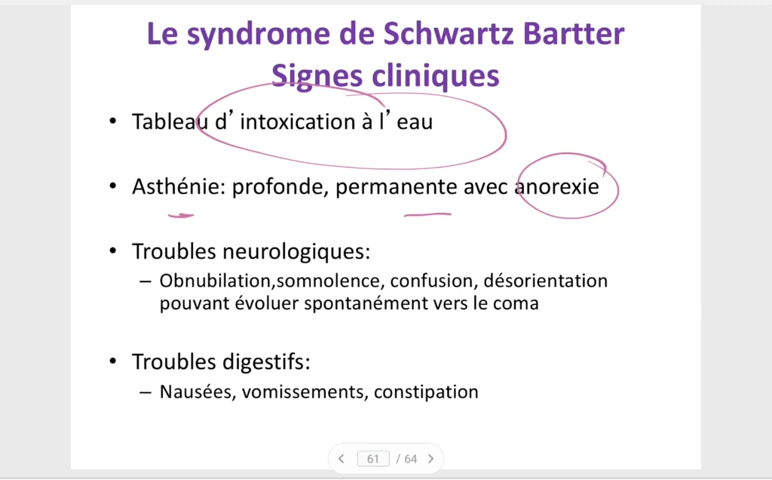 Le syndrome de Schwartz Bartter
Signes cliniques
• Tableau d’ intoxication à l’ eau
• Asthénie: profonde, permanente avec anorexie
• Troubles neurologiques:
– Obnubilation,somnolence, confusion, désorientation
pouvant évoluer spontanément vers le coma
• Troubles digestifs:
– Nausées, vomissements, constipation
< 61 / 64 >